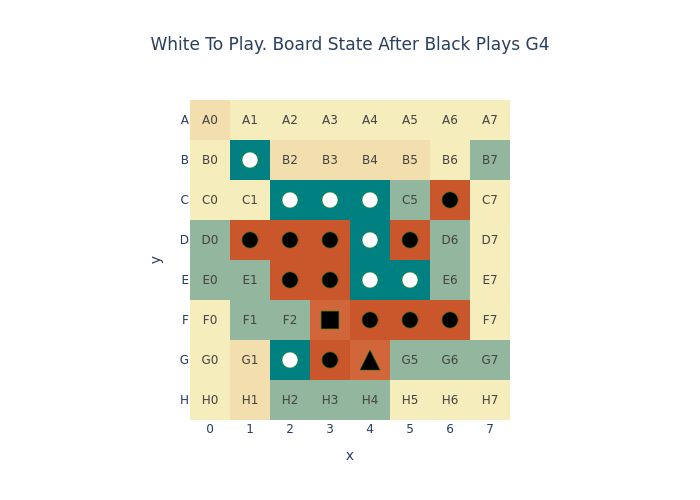 White To Play. Board State After Black Plays G4
A A0 A1 A2 A3 A4 A5 A6 A7
B B0 B2 B3 B4 B5 B6 B7
C C0 C1 C5 C7
D D0 D6 D7
E E0 E1 E6 E7
F F0 F1 F2 F7
G G0 G1 G5 G6 G7
H H0 H1 H2 H3 H4 H5 H6 H7
0 1 2 3 4 5 6 7
x
y